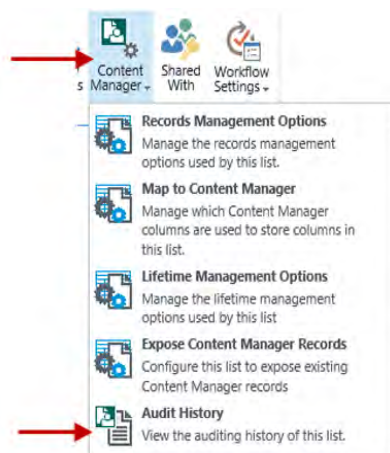 Content Shared Workflow
s Manager With Settings
Records Management Options
Manage the records management
options used by this list.
Map to Content Manager
Manage which Content Manager
columns are used to store columns in
this list.
Lifetime Management Options
Manage the lifetime management
options used by this list
Expose Content Manager Records
Configure this list to expose existing
Content Manager records
Audit History
View the auditing history of this list.